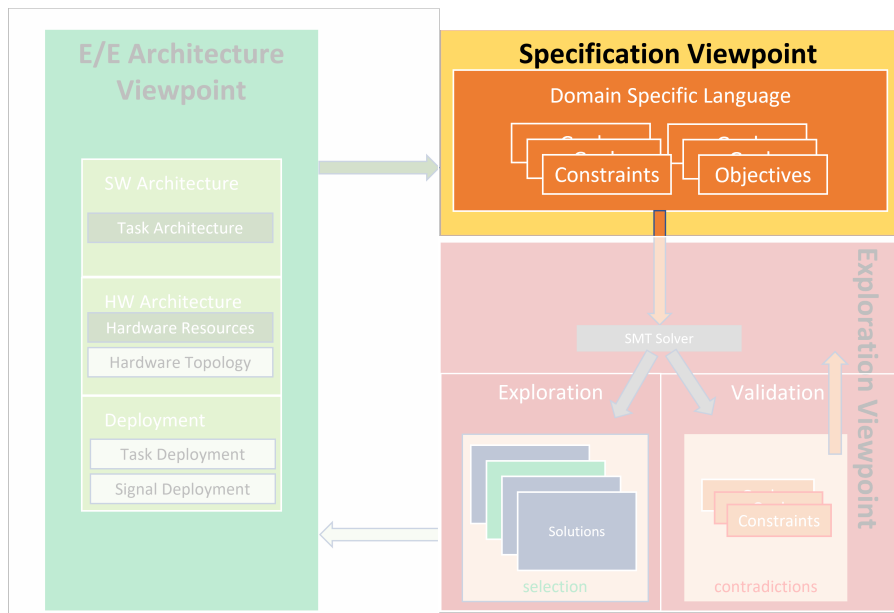 E/E Architecture
Viewpoint
SW Architecture
Task Architecture
HW Architecture
Hardware Resources
Hardware Topology
Deployment
Task Deployment
Signal Deployment
Specification Viewpoint
Domain Specific Language
Constraints
Objectives
Exploration Viewpoint
SMT Solver
Exploration
Validation
Solutions
selection
Constraints
contradictions